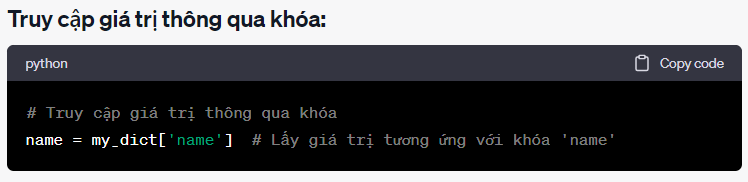 Truy cập giá trị thông qua khóa:
python Copy code
# Truy cập giá trị thông qua khóa
name = my_dict['name']  # Lấy giá trị tương ứng với khóa 'name'